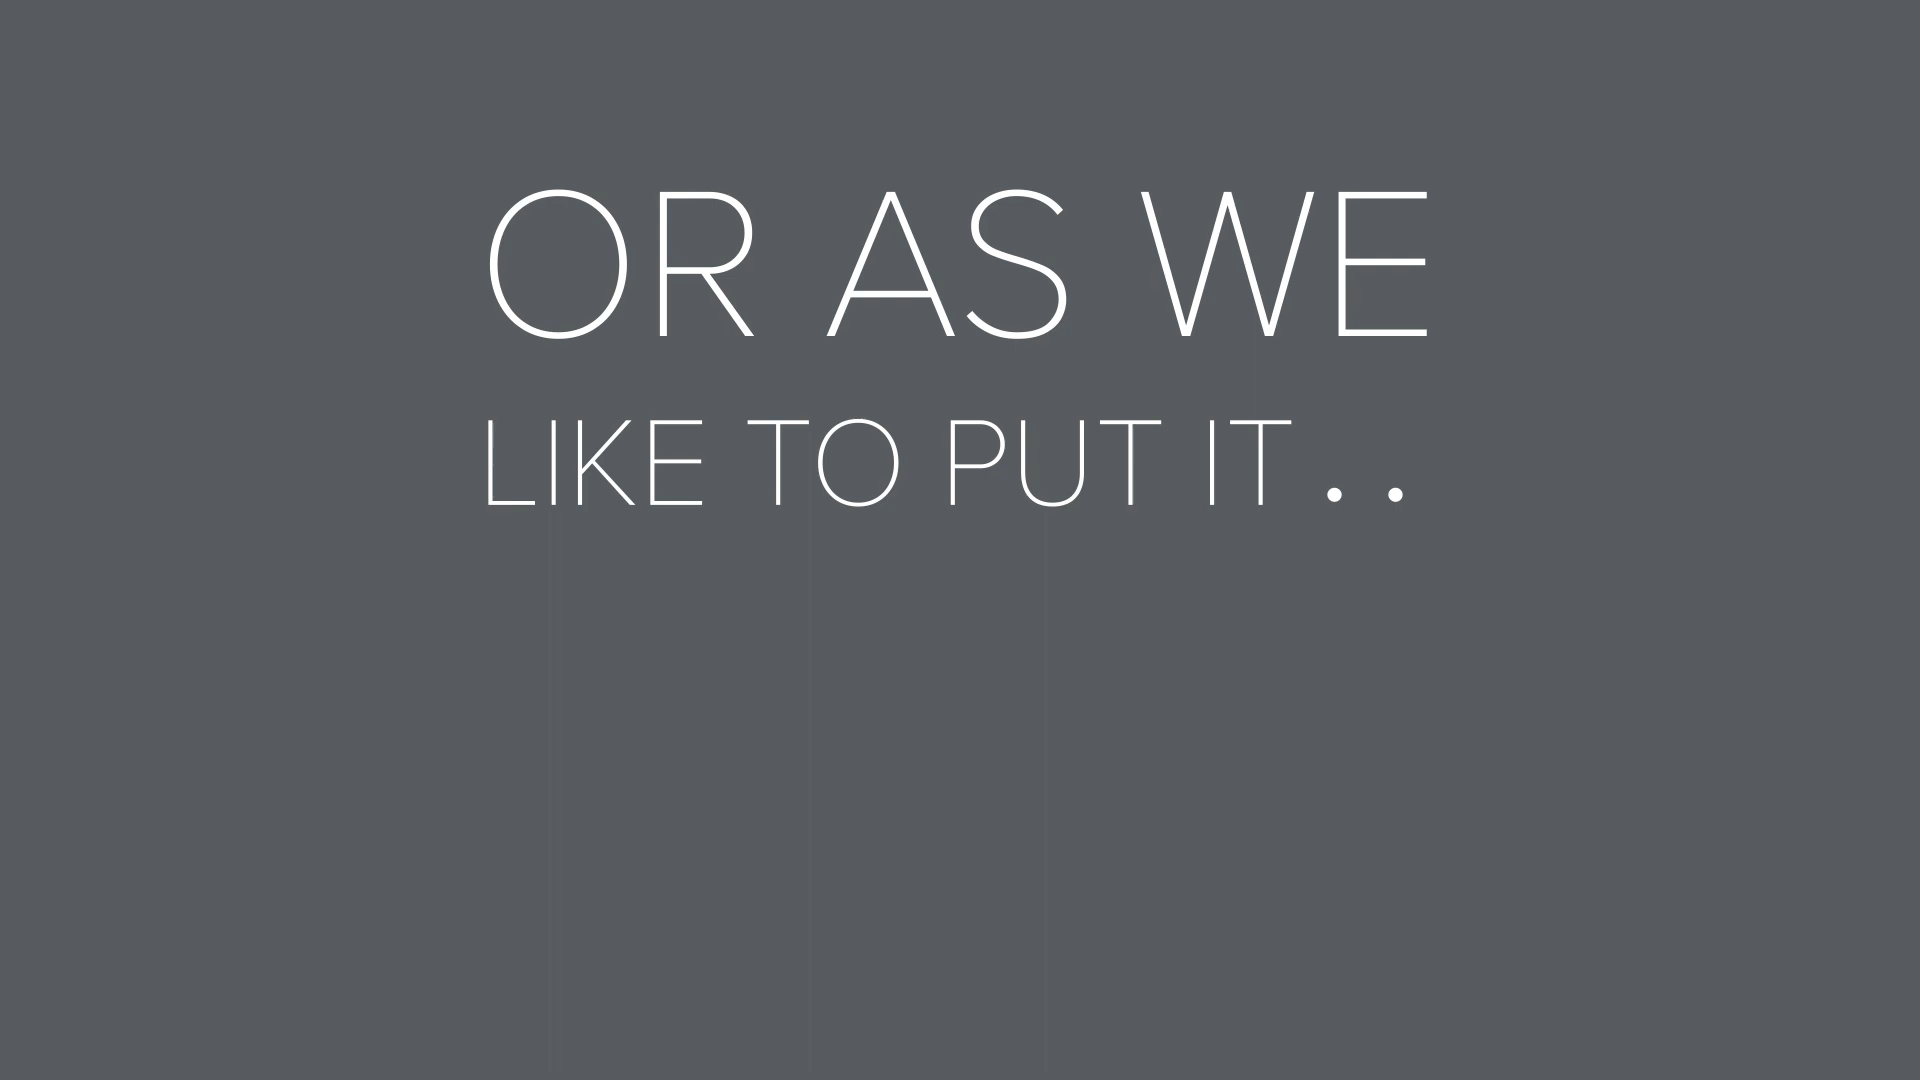 OR AS WE
LIKE TO PUT IT . .